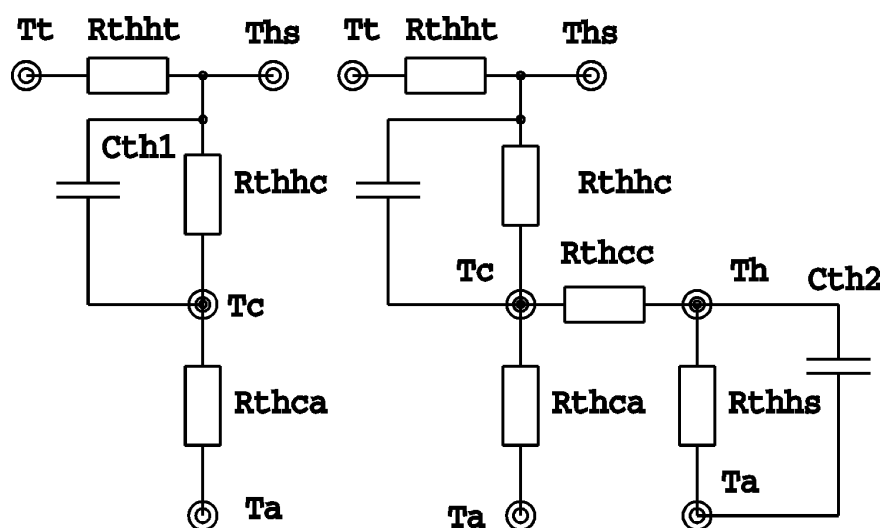 Tt Rthht Ths Tt Rthht Ths
Cth1
Rthhc Rthhc
Tc Rthcc Th Cth2
Tc
Rthca Rthca Rthhs
Ta Ta Ta